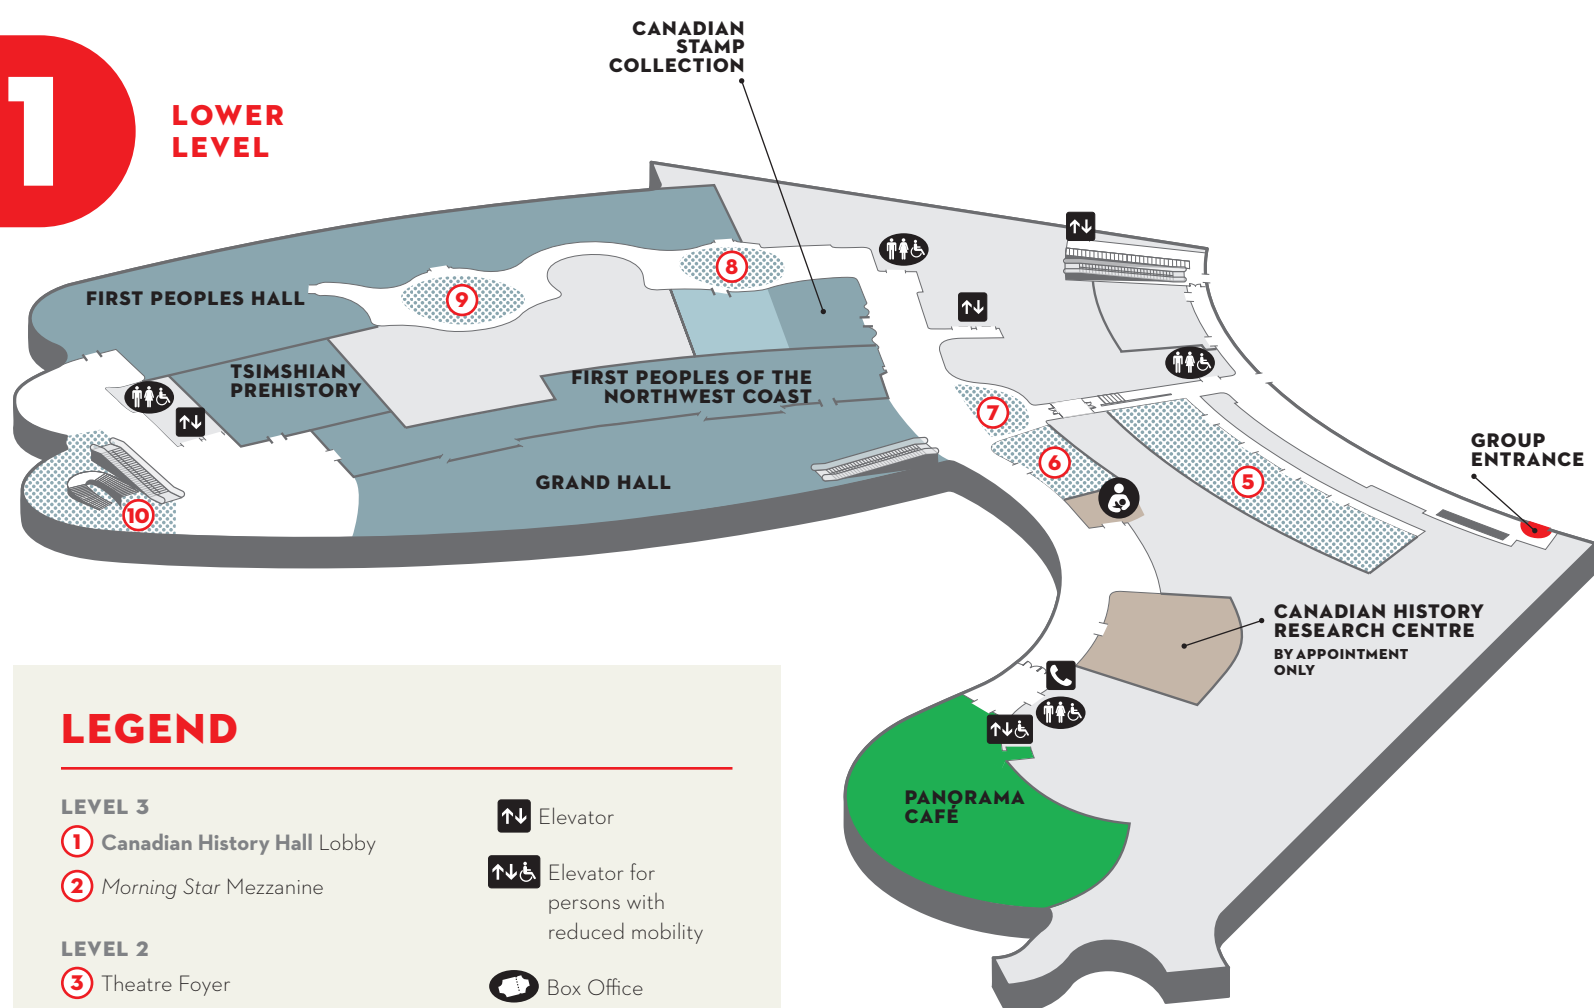 1
LOWER
LEVEL
CANADIAN
STAMP
COLLECTION
8
9
FIRST PEOPLES HALL
TSIMSHIAN
PREHISTORY
FIRST PEOPLES OF THE
NORTHWEST COAST
GRAND HALL
10
7
6
5
GROUP
ENTRANCE
CANADIAN HISTORY
RESEARCH CENTRE
BY APPOINTMENT
ONLY
PANORAMA
CAFÉ
LEGEND
LEVEL 3
1 Canadian History Hall Lobby
2 Morning Star Mezzanine
LEVEL 2
3 Theatre Foyer
Elevator
Elevator for
persons with
reduced mobility
Box Office